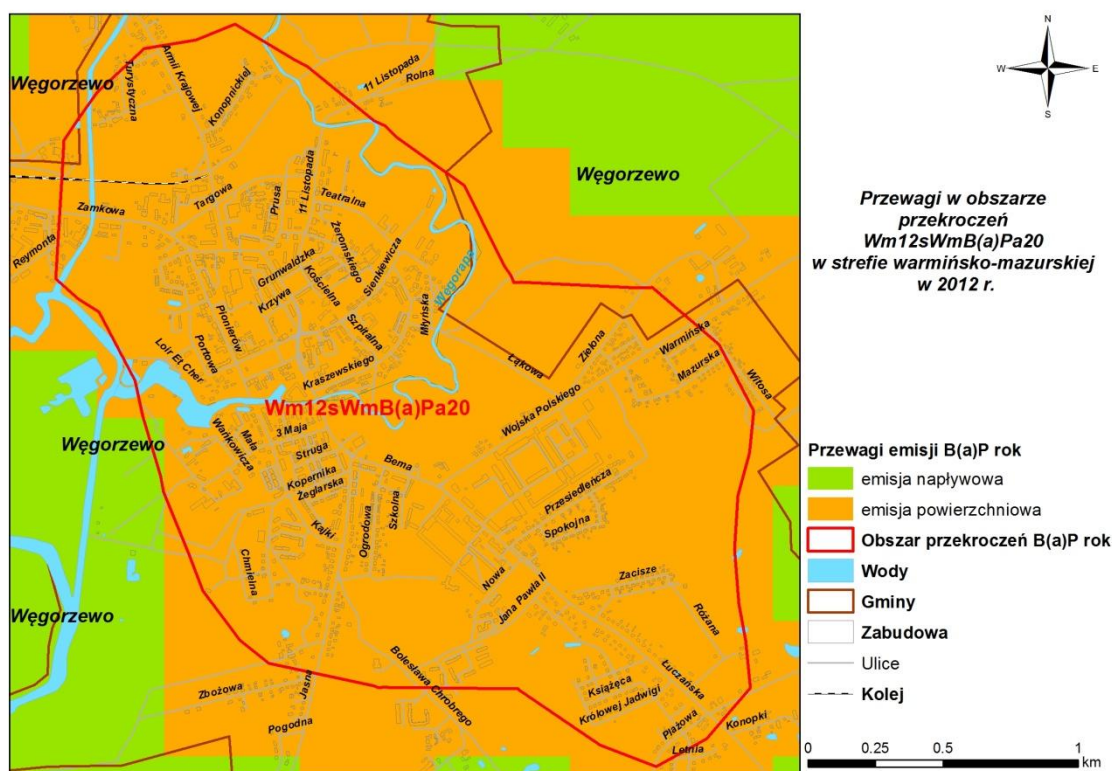 Węgorzewo
Turystyczna
Armii Krajowej
Konopnickiej
11 Listopada
Rolna
Węgorzewo
Targowa
Zamkowa
Reymonta
Prusa
11 Listopada
Teatralna
Żeromskiego
Sienkiewicza
Grunwaldzka
Kościelna
Krzywa
Szpitalna
Młyńska
Węgorapa
Pionierów
Portowa
Loir Et Cher
Kraszewskiego
Łąkowa
Zielona
Warmińska
Mazurska
Witosa
Wojska Polskiego
Wm12sWmB(a)Pa20
Węgorzewo
Wańkowicza
Mała
3 Maja
Struga
Kopernika
Żeglarska
Bema
Szkolna
Ogrodowa
Kajki
Chmielna
Przesiedleńcza
Spokojna
Nowa
Jana Pawła II
Zacisze
Różana
Węgorzewo
Bolesława Chrobrego
Zbożowa
Jasna
Pogodna
Książęca
Królowej Jadwigi
Łuczańska
Plażowa
Konopki
Letnia
N
W
E
S
Przewagi w obszarze
przekroczeń
Wm12sWmB(a)Pa20
w strefie warmińsko-mazurskiej
w 2012 r.
Przewagi emisji B(a)P rok
emisja napływowa
emisja powierzchniowa
Obszar przekroczeń B(a)P rok
Wody
Gminy
Zabudowa
Ulice
Kolej
0 0.25 0.5 1
km